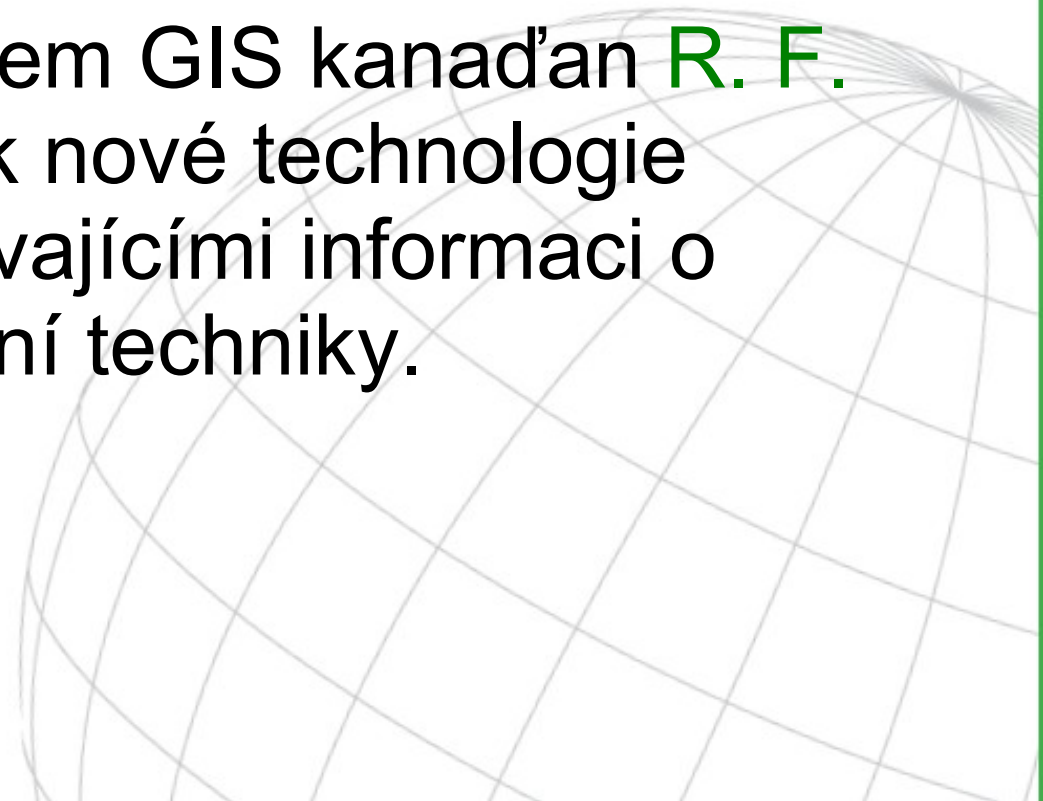 em GIS kanaďan R. F.
k nové technologie
vajícími informaci o
ní techniky.